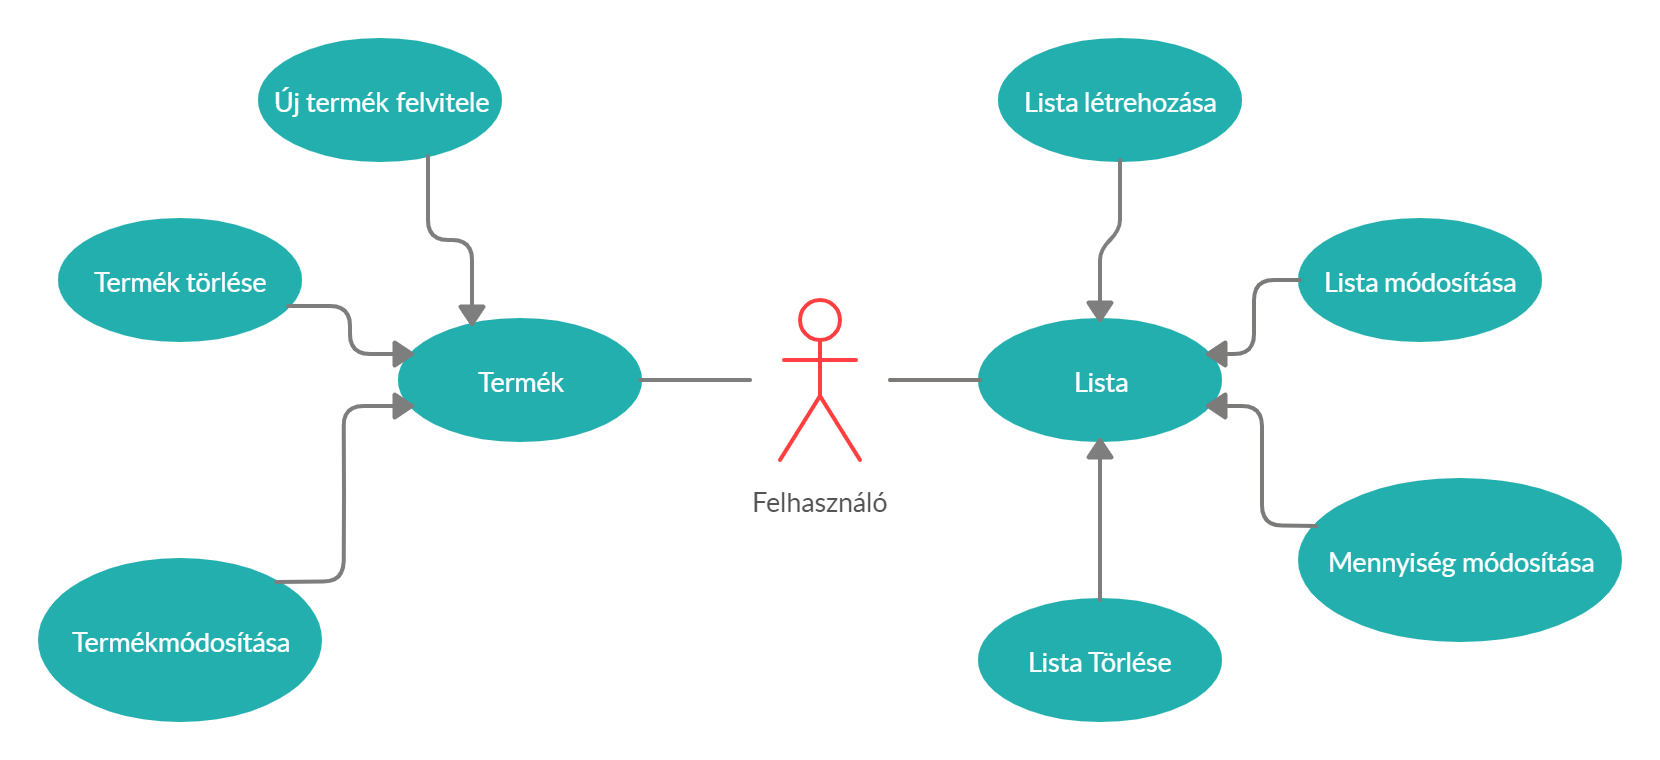 Új termék felvitele
Lista létrehozása
Termék törlése
Lista módosítása
Termék
Lista
Felhasználó
Mennyiség módosítása
Termékmódosítása
Lista Törlése